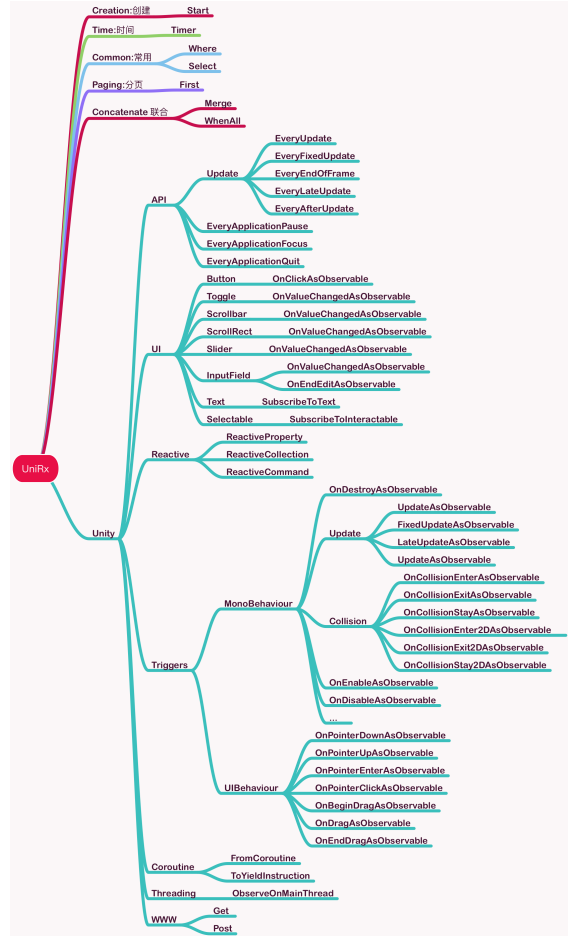 Creation:创建 Start
Time:时间 Timer
Common:常用
Where
Select
Paging:分页 First
Concatenate 联合
Merge
WhenAll
UniRx
Unity
API
Update
EveryUpdate
EveryFixedUpdate
EveryEndOfFrame
EveryLateUpdate
EveryAfterUpdate
EveryApplicationPause
EveryApplicationFocus
EveryApplicationQuit
UI
Button OnClickAsObservable
Toggle OnValueChangedAsObservable
Scrollbar OnValueChangedAsObservable
ScrollRect OnValueChangedAsObservable
Slider OnValueChangedAsObservable
InputField
OnValueChangedAsObservable
OnEndEditAsObservable
Text SubscribeToText
Selectable SubscribeToInteractable
Reactive
ReactiveProperty
ReactiveCollection
ReactiveCommand
Triggers
MonoBehaviour
OnDestroyAsObservable
Update
UpdateAsObservable
FixedUpdateAsObservable
LateUpdateAsObservable
UpdateAsObservable
Collision
OnCollisionEnterAsObservable
OnCollisionExitAsObservable
OnCollisionStayAsObservable
OnCollisionEnter2DAsObservable
OnCollisionExit2DAsObservable
OnCollisionStay2DAsObservable
OnEnableAsObservable
OnDisableAsObservable
...
UIBehaviour
OnPointerDownAsObservable
OnPointerUpAsObservable
OnPointerEnterAsObservable
OnPointerClickAsObservable
OnBeginDragAsObservable
OnDragAsObservable
OnEndDragAsObservable
Coroutine
FromCoroutine
ToYieldInstruction
Threading ObserveOnMainThread
WWW
Get
Post